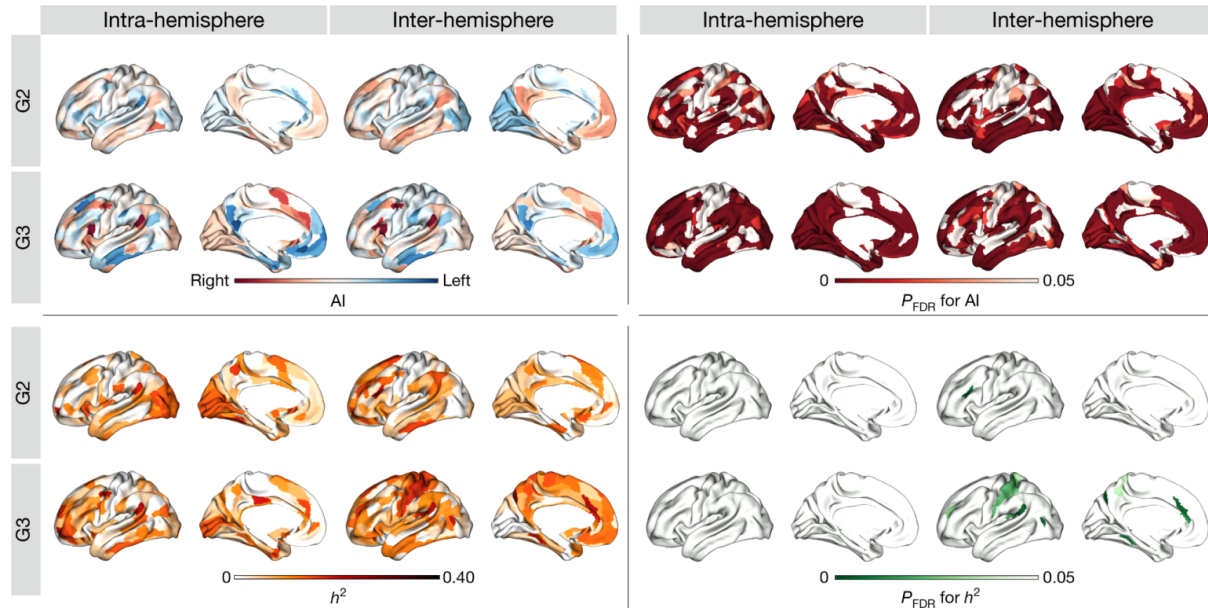 Intra-hemisphere Inter-hemisphere Intra-hemisphere Inter-hemisphere
G2
G3
Right Left
AI
0 0.05
P_FDR for AI
G2
G3
0 0.40
h²
0 0.05
P_FDR for h²